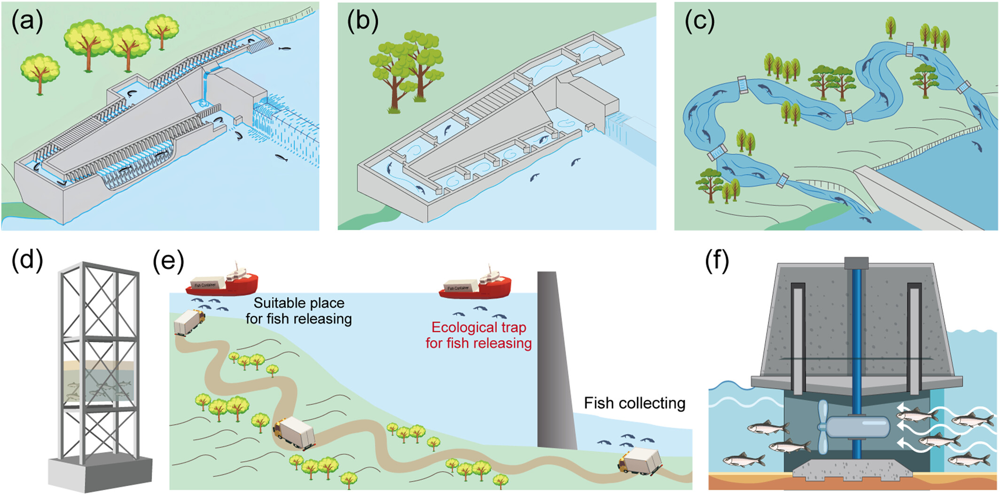 (a)
(b)
(c)
(d)
(e)
(f)
Fish Container
Fish Container
Suitable place
for fish releasing
Ecological trap
for fish releasing
Fish collecting